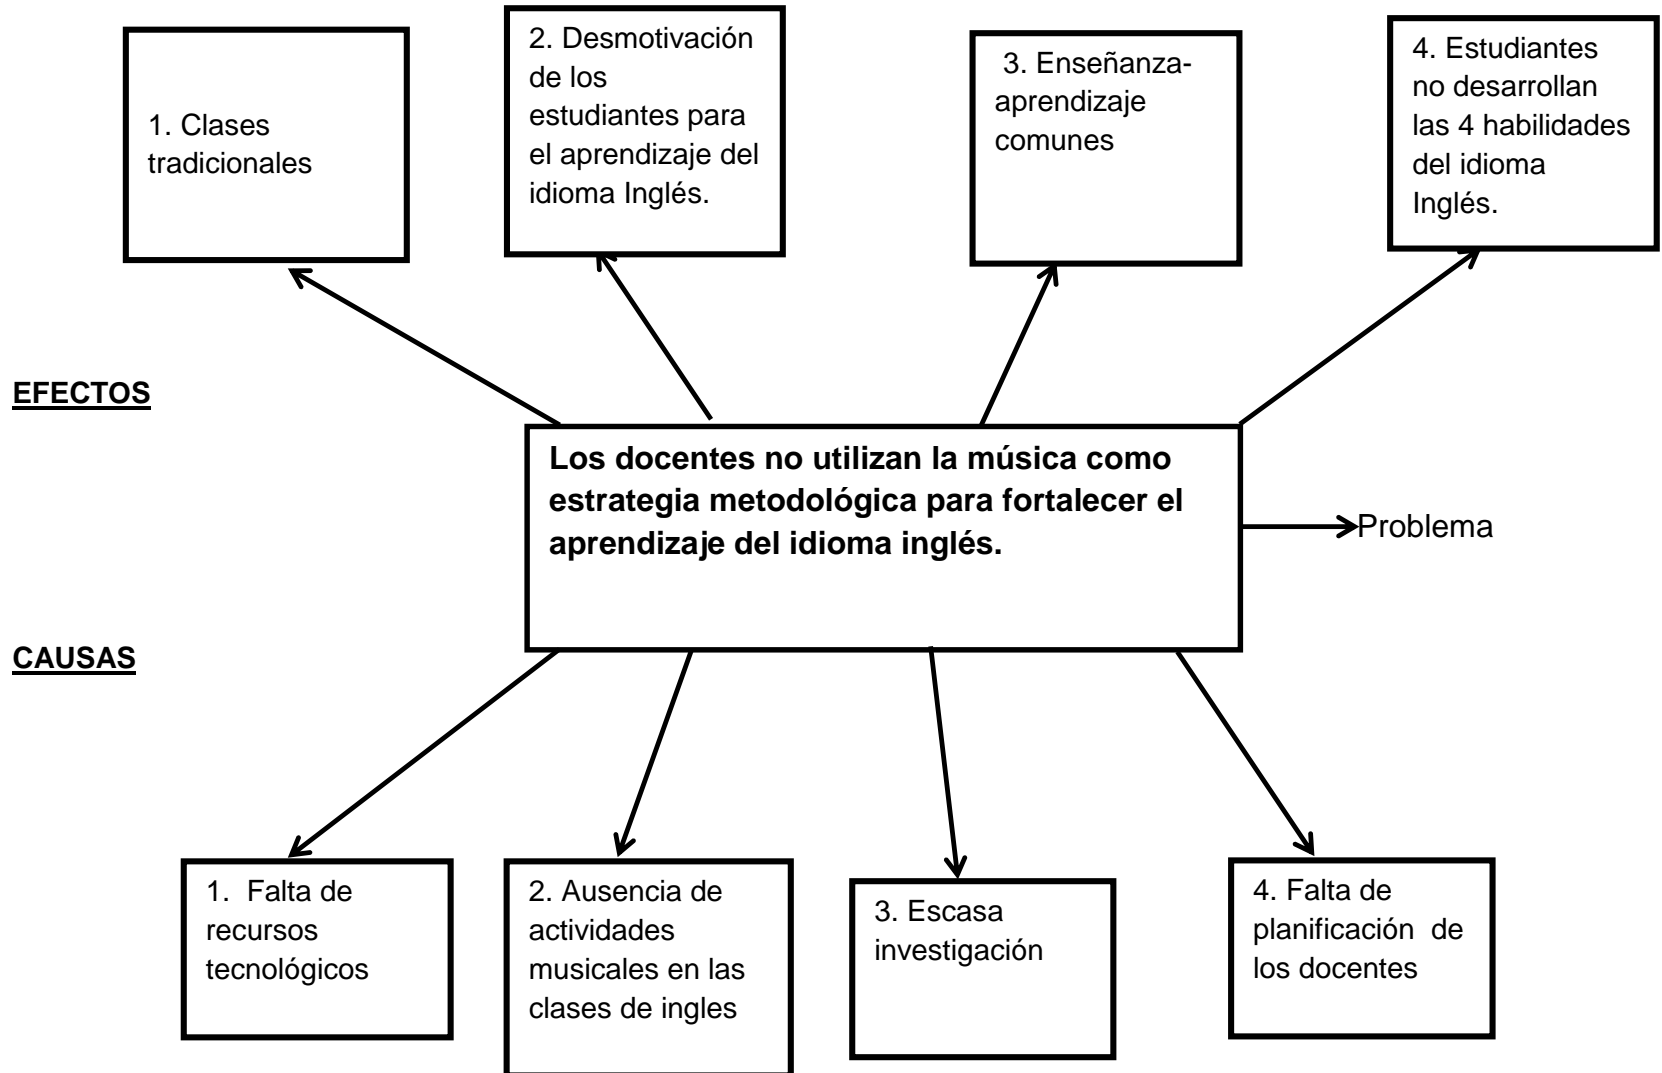 1. Clases
tradicionales
2. Desmotivación
de los
estudiantes para
el aprendizaje del
idioma Inglés.
3. Enseñanza-
aprendizaje
comunes
4. Estudiantes
no desarrollan
las 4 habilidades
del idioma
Inglés.
EFECTOS
Los docentes no utilizan la música como
estrategia metodológica para fortalecer el
aprendizaje del idioma inglés.
Problema
CAUSAS
1. Falta de
recursos
tecnológicos
2. Ausencia de
actividades
musicales en las
clases de ingles
3. Escasa
investigación
4. Falta de
planificación de
los docentes